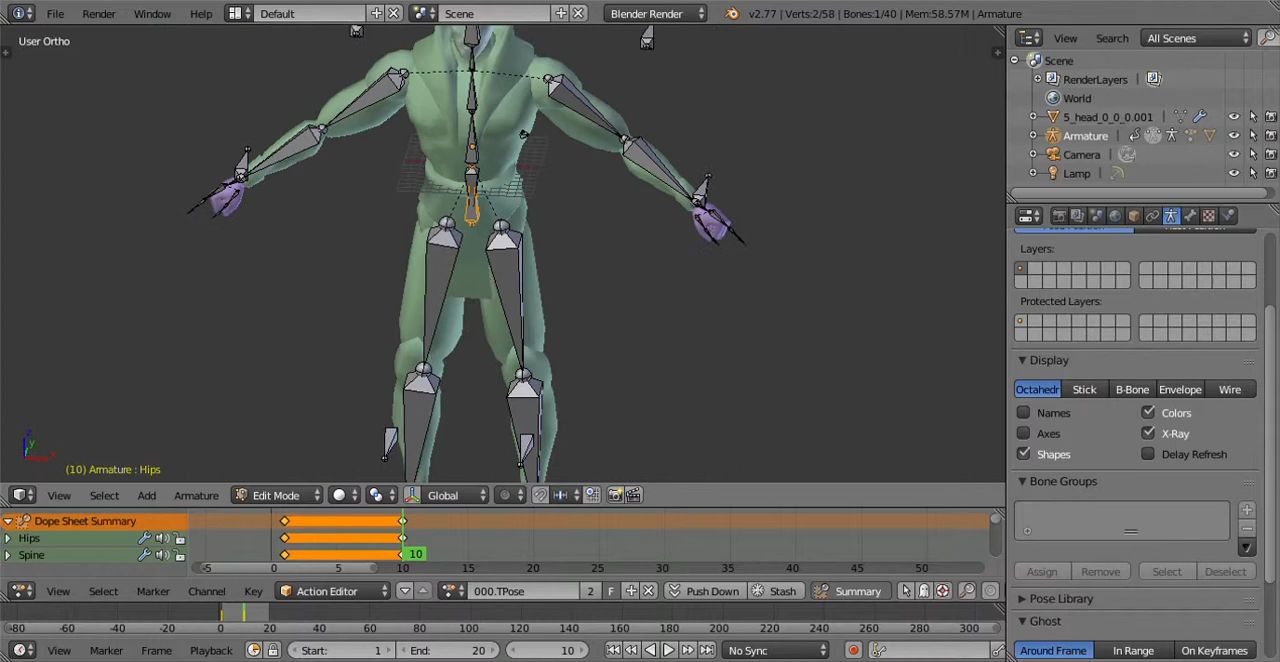 File Render Window Help Default Scene Blender Render v2.77 | Verts:2/58 | Bones:1/40 | Mem:58.57M | Armature
User Ortho
View Search All Scenes
Scene
RenderLayers
World
5_head_0_0_0.001
Armature
Camera
Lamp
Layers:
Protected Layers:
Display
Octahedr Stick B-Bone Envelope Wire
Names Colors
Axes X-Ray
Shapes Delay Refresh
Bone Groups
Assign Remove Select Deselect
Pose Library
Ghost
Around Frame In Range On Keyframes
z
y
x
(10) Armature : Hips
View Select Add Armature Edit Mode Global
Dope Sheet Summary
Hips
Spine
10
-5 0 5 10 15 20 25 30 35 40 45 50
View Select Marker Channel Key Action Editor 000.TPose 2 F Push Down Stash Summary
-80 -60 -40 -20 0 20 40 60 80 100 120 140 160 180 200 220 240 260 280 300
View Marker Frame Playback Start: 1 End: 20 10 No Sync